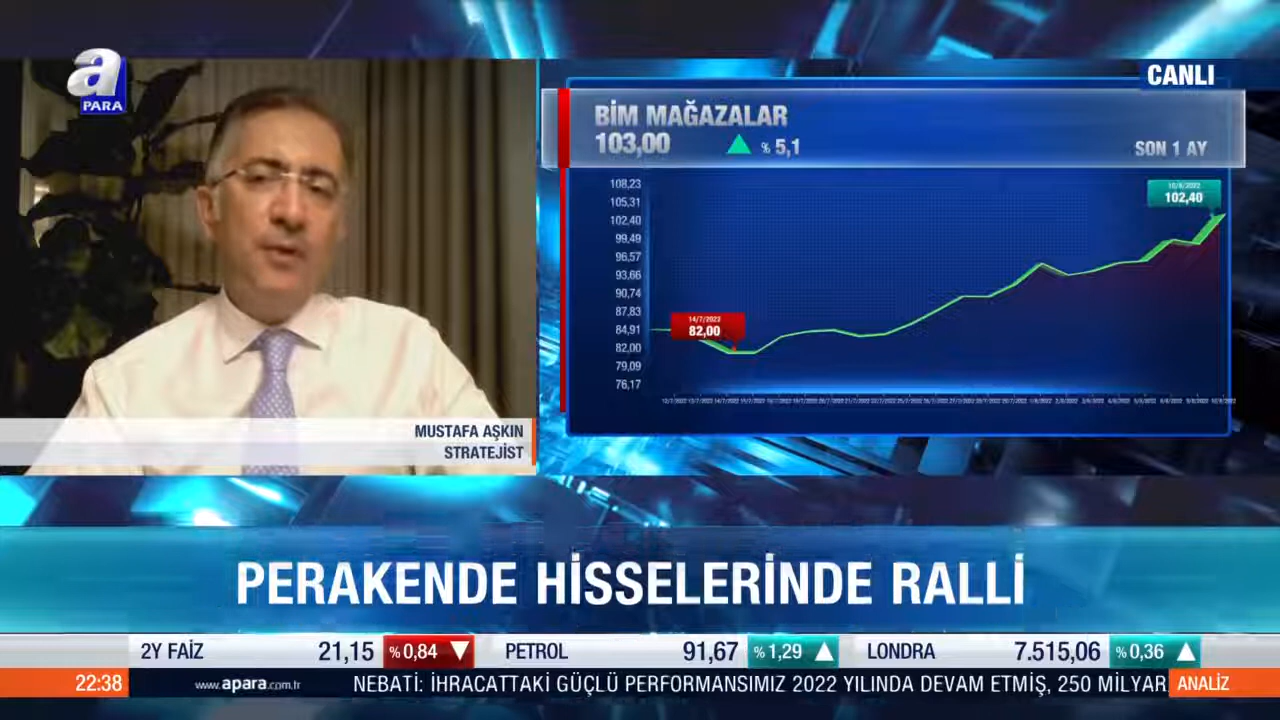 a
PARA
CANLI
BİM MAĞAZALAR
103,00 % 5,1
SON 1 AY
108,23
105,31
102,40
99,49
96,57
93,66
90,74
87,83
84,91
82,00
79,09
76,17
10/8/2022
102,40
14/7/2022
82,00
MUSTAFA AŞKIN
STRATEJİST
PERAKENDE HİSSELERİNDE RALLİ
2Y FAİZ 21,15 %0,84 PETROL 91,67 %1,29 LONDRA 7.515,06 %0,36
22:38 www.apara.com.tr NEBATİ: İHRACATTAKİ GÜÇLÜ PERFORMANSIMIZ 2022 YILINDA DEVAM ETMİŞ, 250 MİLYAR ANALİZ